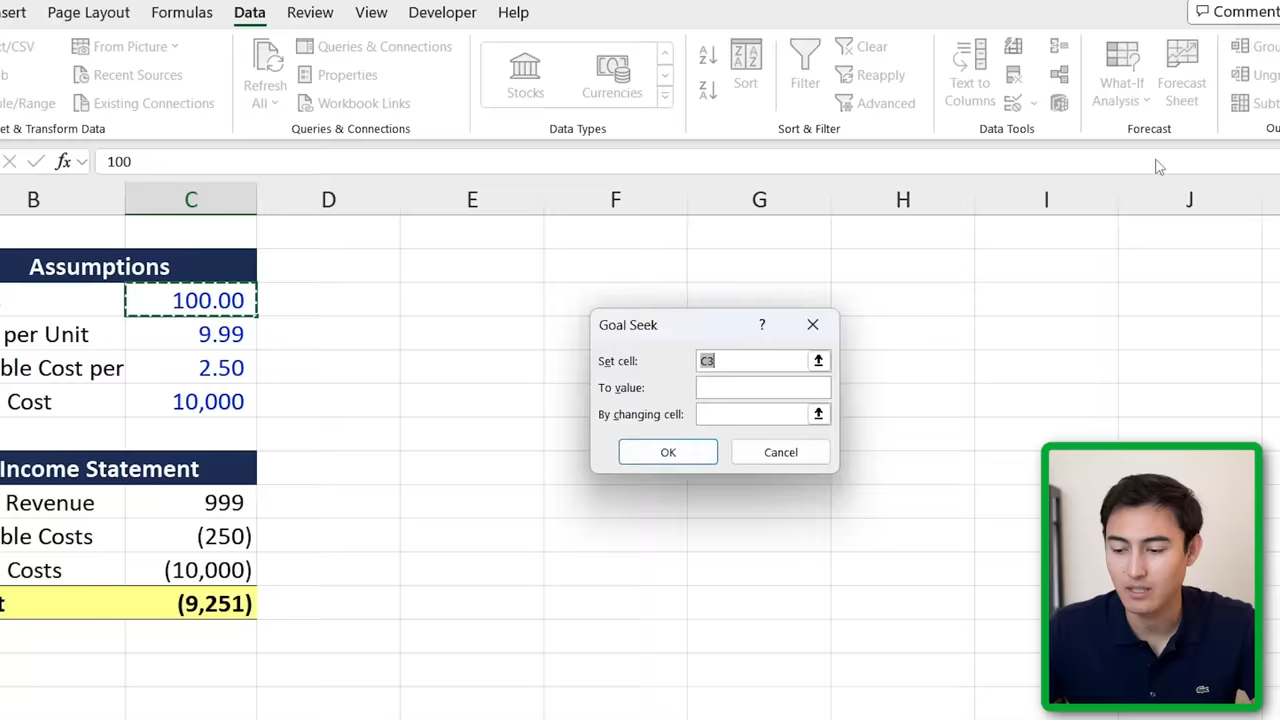 nsert Page Layout Formulas Data Review View Developer Help Comment
xt/CSV From Picture Queries & Connections Clear Grou
b Recent Sources Properties Reapply Ung
le/Range Existing Connections Workbook Links Advanced Subt
Refresh All Stocks Currencies Sort Filter Text to Columns What-If Analysis Forecast Sheet
et & Transform Data Queries & Connections Data Types Sort & Filter Data Tools Forecast Ou
fx 100
B C D E F G H I J
Assumptions
100.00
per Unit 9.99
ble Cost per 2.50
Cost 10,000
Income Statement
Revenue 999
ble Costs (250)
Costs (10,000)
t (9,251)
Goal Seek ?
Set cell: C3
To value:
By changing cell:
OK Cancel